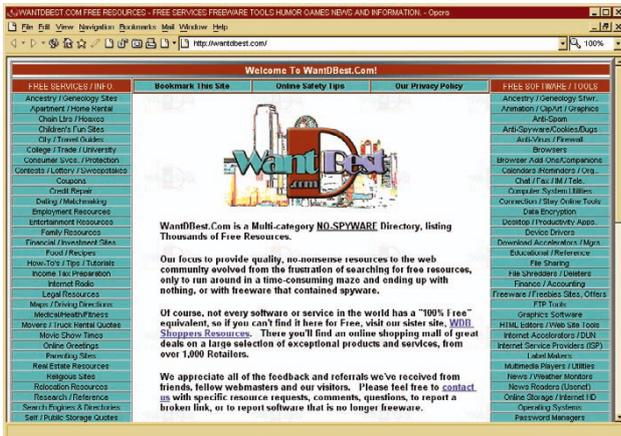 WANTDBEST.COM FREE RESOURCES - FREE SERVICES FREEWARE TOOLS HUMOR GAMES NEWS AND INFORMATION. - Opera
File Edit View Navigation Bookmarks Mail Window Help
http://wantdbest.com/
100%
Welcome To WantDBest.Com!
FREE SERVICES / INFO.
Bookmark This Site
Online Safety Tips
Our Privacy Policy
FREE SOFTWARE / TOOLS
Ancestry / Geneology Sites
Apartment / Home Rental
Chain Ltrs / Hoaxes
Children's Fun Sites
City / Travel Guides
College / Trade / University
Consumer Svcs. / Protection
Contests / Lottery / Sweepstakes
Coupons
Credit Repair
Dating / Matchmaking
Employment Resources
Entertainment Resources
Family Resources
Financial / Investment Sites
Food / Recipes
How-To's / Tips / Tutorials
Income Tax Preparation
Internet Radio
Legal Resources
Maps / Driving Directions
Medical/Health/Fitness
Movers / Truck Rental Quotes
Movie Show Times
Online Greetings
Parenting Sites
Real Estate Resources
Religious Sites
Relocation Resources
Research / Reference
Search Engines & Directories
Self / Public Storage Quotes
Want D Best
.com
WantDBest.Com is a Multi-category NO-SPYWARE Directory, listing
Thousands of Free Resources.
Our focus to provide quality, no-nonsense resources to the web
community evolved from the frustration of searching for free resources,
only to run around in a time-consuming maze and ending up with
nothing, or with freeware that contained spyware.
Of course, not every software or service in the world has a "100% Free"
equivalent, so if you can't find it here for Free, visit our sister site, WDB
Shoppers Resources. There you'll find an online shopping mall of great
deals on a large selection of exceptional products and services, from
over 1,000 Retailers.
We appreciate all of the feedback and referrals we've received from
friends, fellow webmasters and our visitors. Please feel free to contact
us with specific resource requests, comments, questions, to report a
broken link, or to report software that is no longer freeware.
Ancestry / Geneology Sftwr.
Animation / ClipArt / Graphics
Anti-Spam
Anti-Spyware/Cookies/Bugs
Anti-Virus / Firewall
Browsers
Browser Add-Ons/Companions
Calendars /Reminders / Org..
Chat / Fax / IM / Tele..
Computer System Utilities
Connection / Stay Online Tools
Data Encryption
Desktop / Productivity Apps..
Device Drivers
Download Accelerators / Mgrs.
Educational / Reference
File Sharing
File Shredders / Deleters
Finance / Accounting
Freeware / Freebies Sites, Offers
FTP Tools
Graphics Software
HTML Editors / Web Site Tools
Internet Accelerators / DUN
Internet Service Providers (ISP)
Label Makers
Multimedia Players / Utilities
News / Weather Monitors
News Readers (Usenet)
Online Storage / Internet HD
Operating Systems
Password Managers